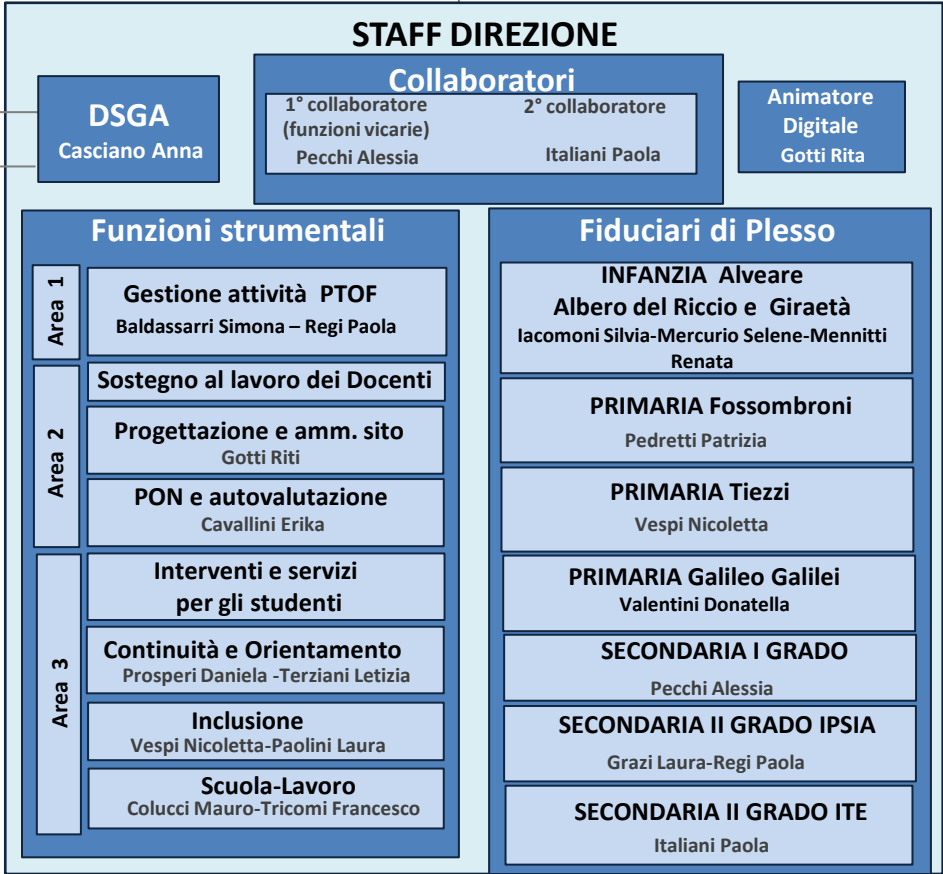 STAFF DIREZIONE
DSGA
Casciano Anna
Collaboratori
1° collaboratore
(funzioni vicarie)
Pecchi Alessia
2° collaboratore
Italiani Paola
Animatore
Digitale
Gotti Rita
Funzioni strumentali
Area 1
Gestione attività PTOF
Baldassarri Simona – Regi Paola
Area 2
Sostegno al lavoro dei Docenti
Progettazione e amm. sito
Gotti Riti
PON e autovalutazione
Cavallini Erika
Area 3
Interventi e servizi
per gli studenti
Continuità e Orientamento
Prosperi Daniela -Terziani Letizia
Inclusione
Vespi Nicoletta-Paolini Laura
Scuola-Lavoro
Colucci Mauro-Tricomi Francesco
Fiduciari di Plesso
INFANZIA Alveare
Albero del Riccio e Giraetà
Iacomoni Silvia-Mercurio Selene-Mennitti
Renata
PRIMARIA Fossombroni
Pedretti Patrizia
PRIMARIA Tiezzi
Vespi Nicoletta
PRIMARIA Galileo Galilei
Valentini Donatella
SECONDARIA I GRADO
Pecchi Alessia
SECONDARIA II GRADO IPSIA
Grazi Laura-Regi Paola
SECONDARIA II GRADO ITE
Italiani Paola